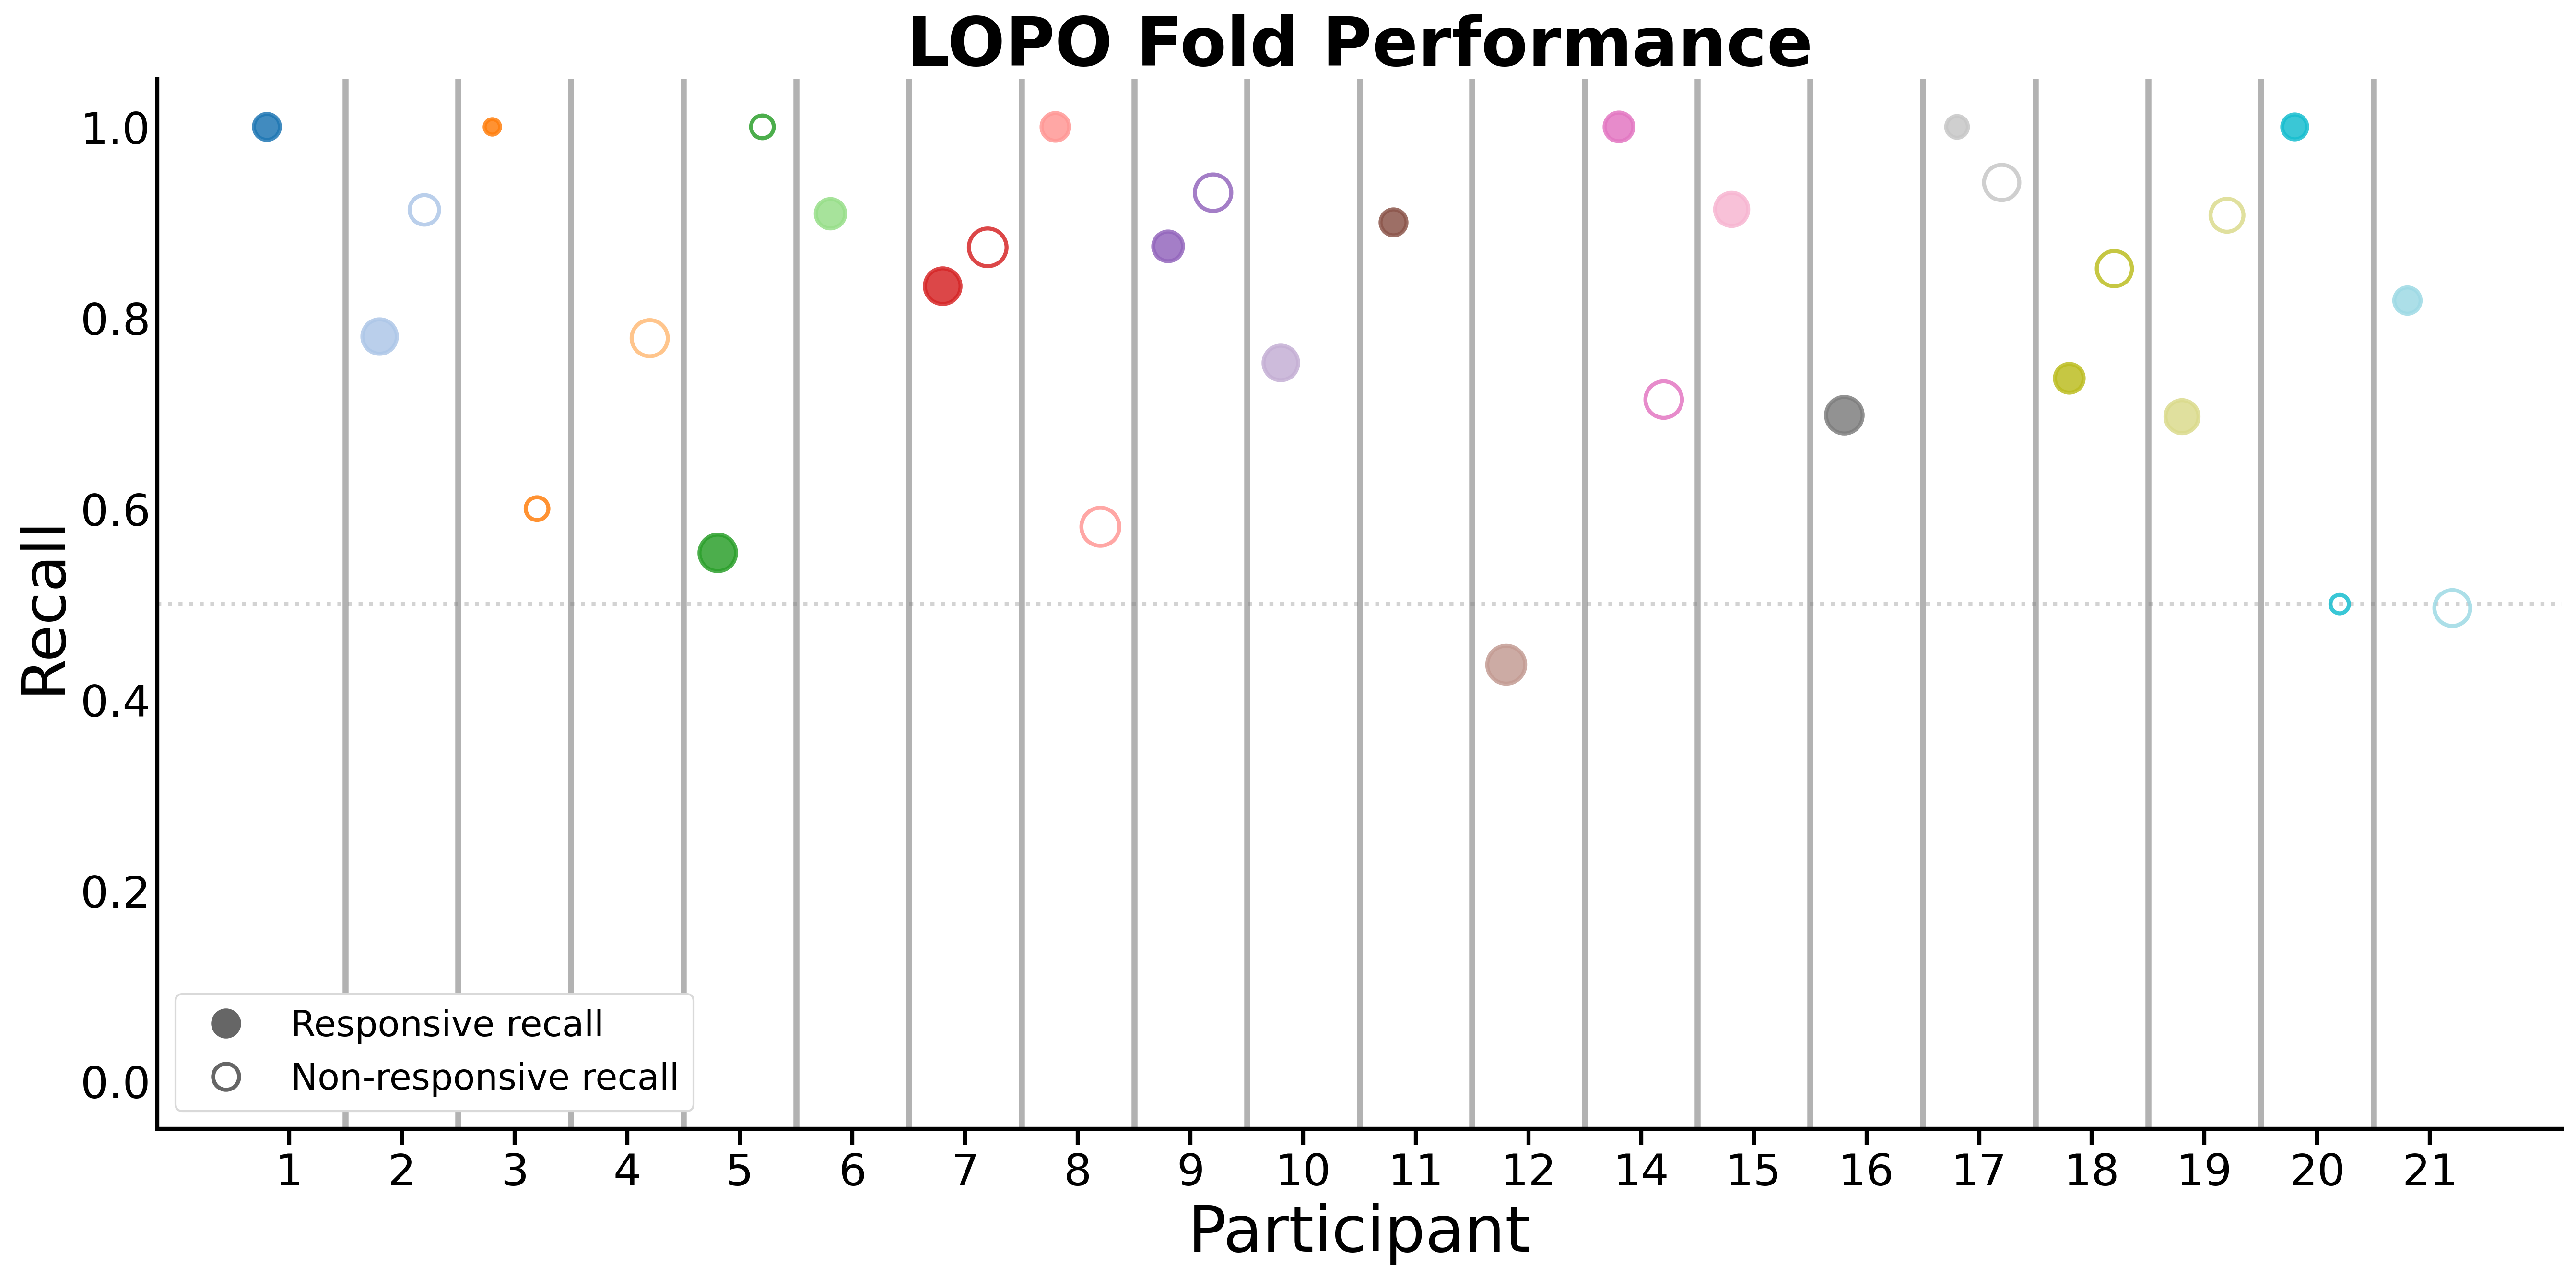 LOPO Fold Performance
1.0
0.8
0.6
0.4
0.2
0.0
Recall
Responsive recall
Non-responsive recall
1 2 3 4 5 6 7 8 9 10 11 12 14 15 16 17 18 19 20 21
Participant